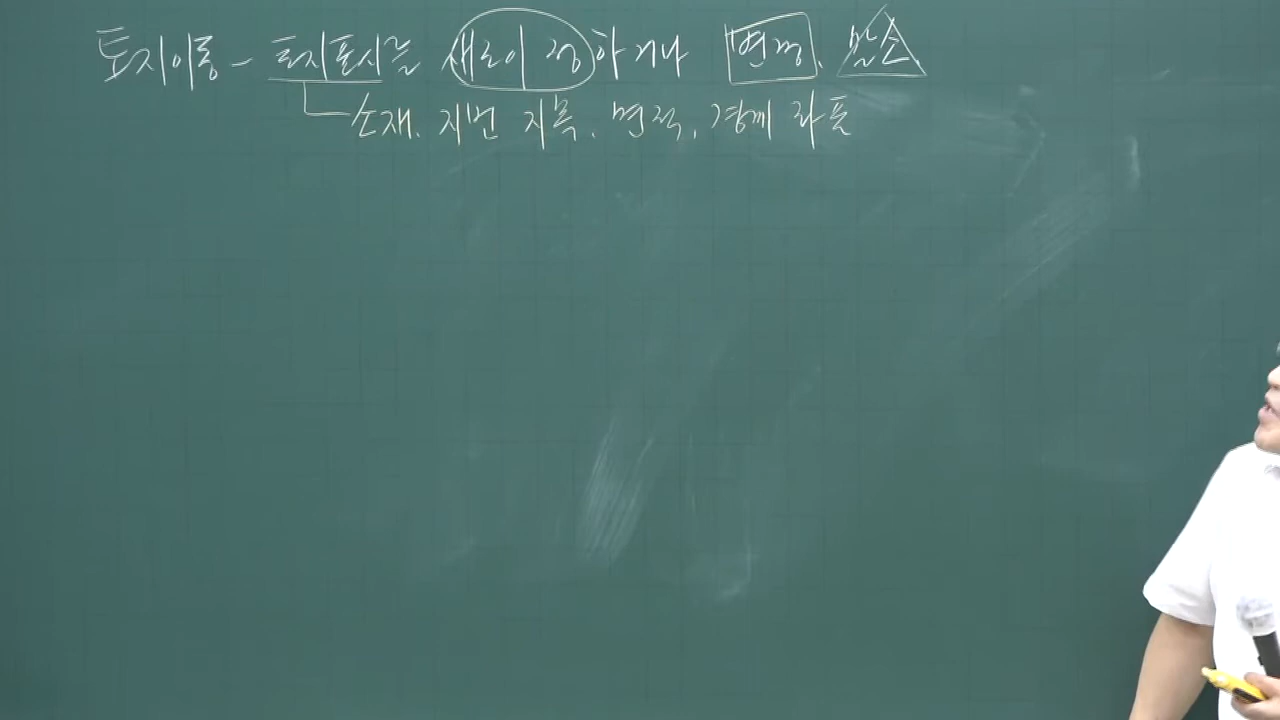 토지이동 - 토지표시를 새로이 정하거나 변경, 말소
소재. 지번 지목. 면적. 경계 좌표